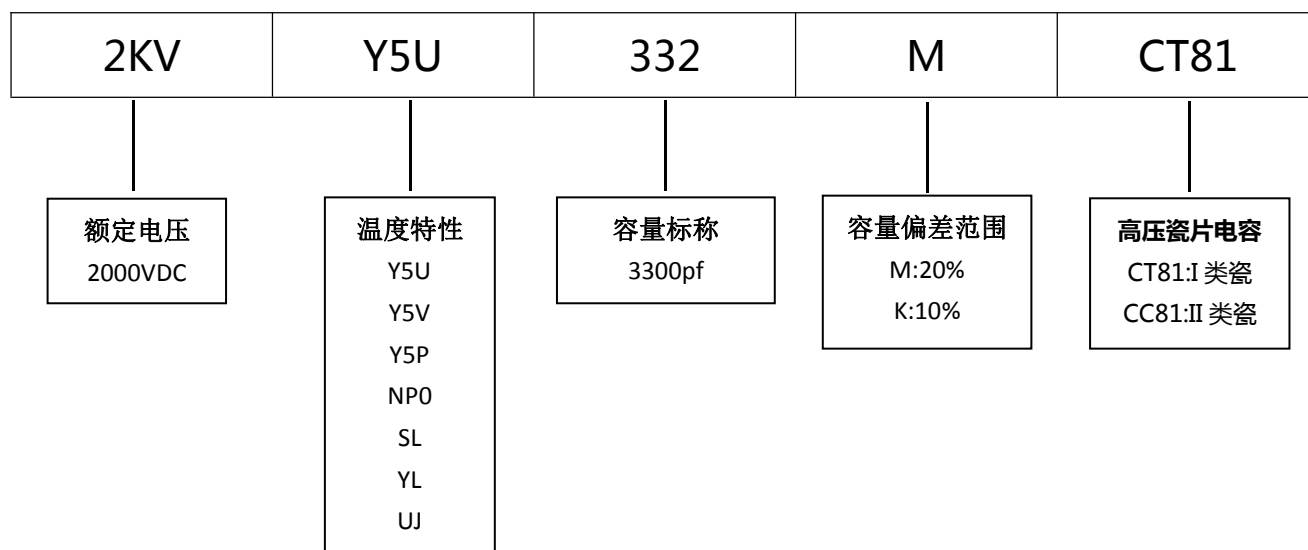 2KV Y5U 332 M CT81
额定电压
2000VDC
温度特性
Y5U
Y5V
Y5P
NP0
SL
YL
UJ
容量标称
3300pf
容量偏差范围
M:20%
K:10%
高压瓷片电容
CT81:I 类瓷
CC81:II 类瓷